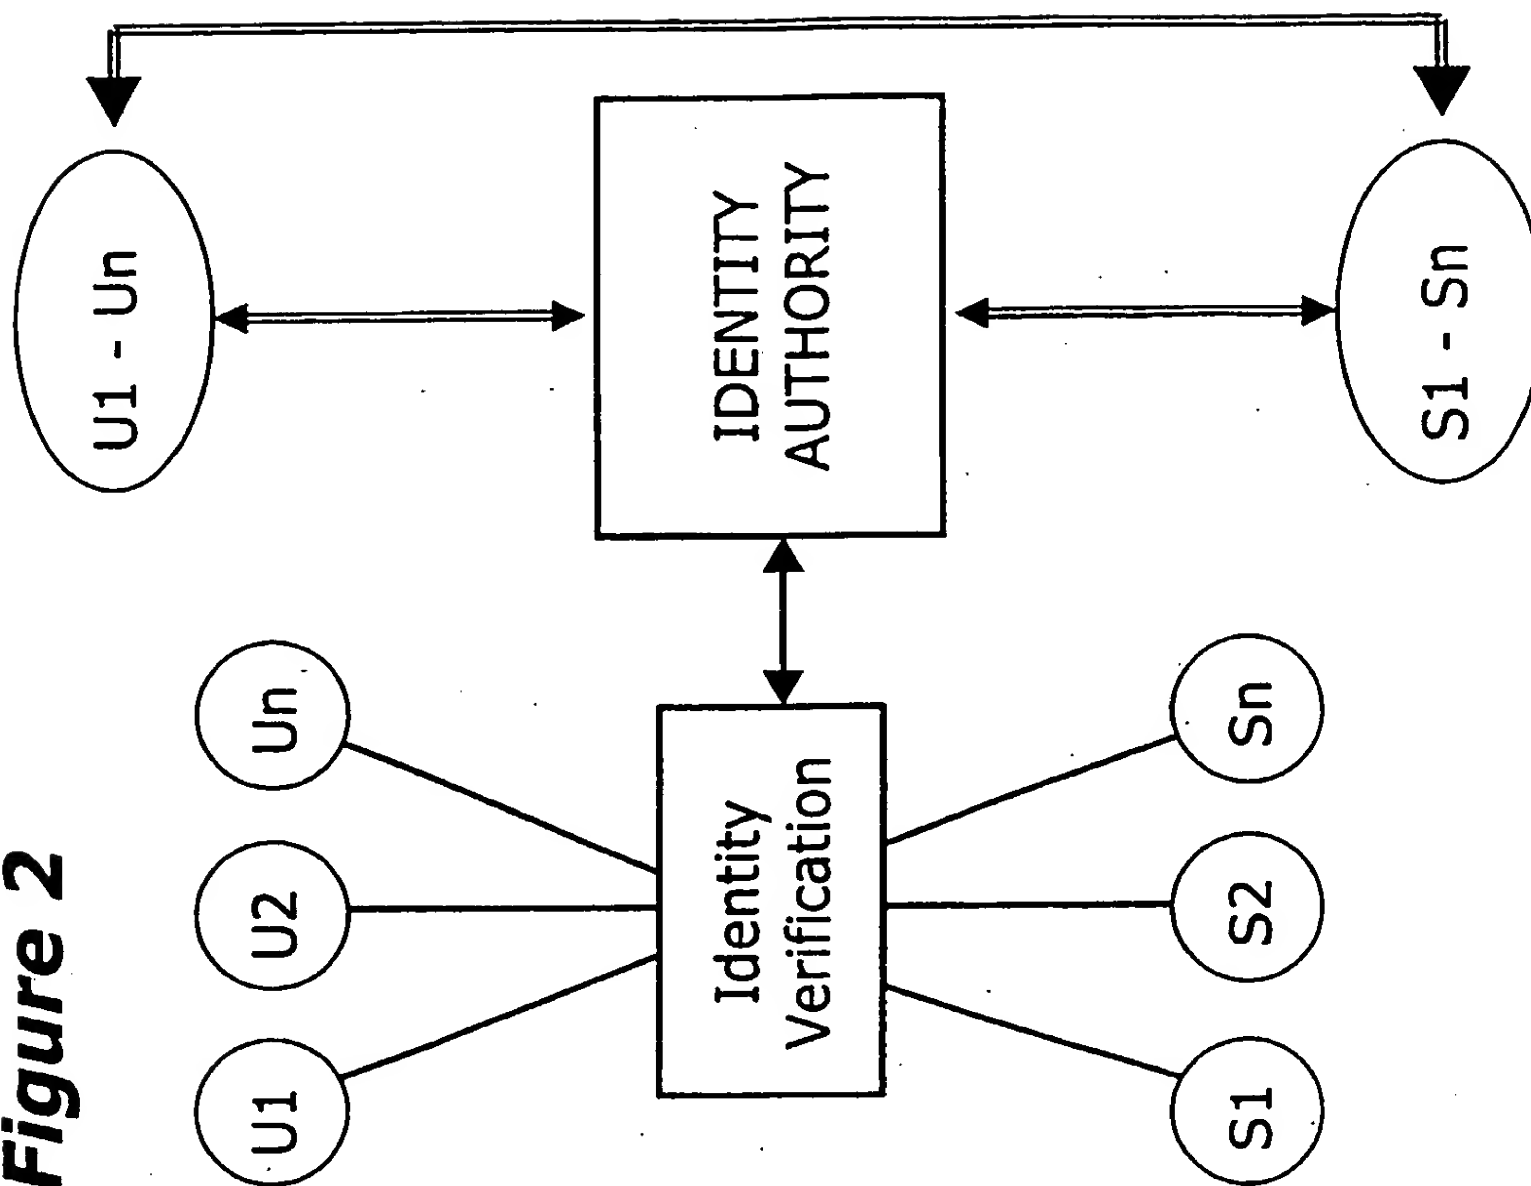 Figure 2
U1
U2
Un
U1 - Un
Identity
Verification
IDENTITY
AUTHORITY
S1
S2
Sn
S1 - Sn